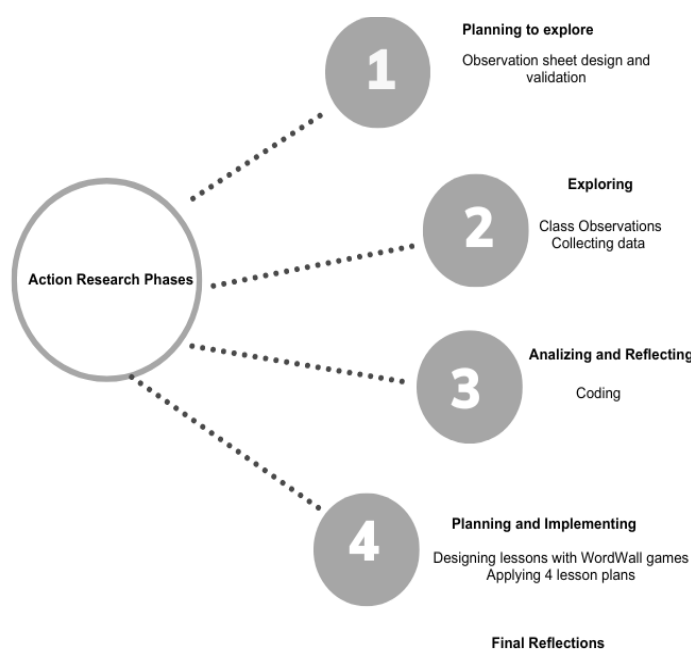 Planning to explore
1
Observation sheet design and
validation
Exploring
2
Class Observations
Collecting data
Action Research Phases
Analizing and Reflecting
3
Coding
4
Planning and Implementing
Designing lessons with WordWall games
Applying 4 lesson plans
Final Reflections